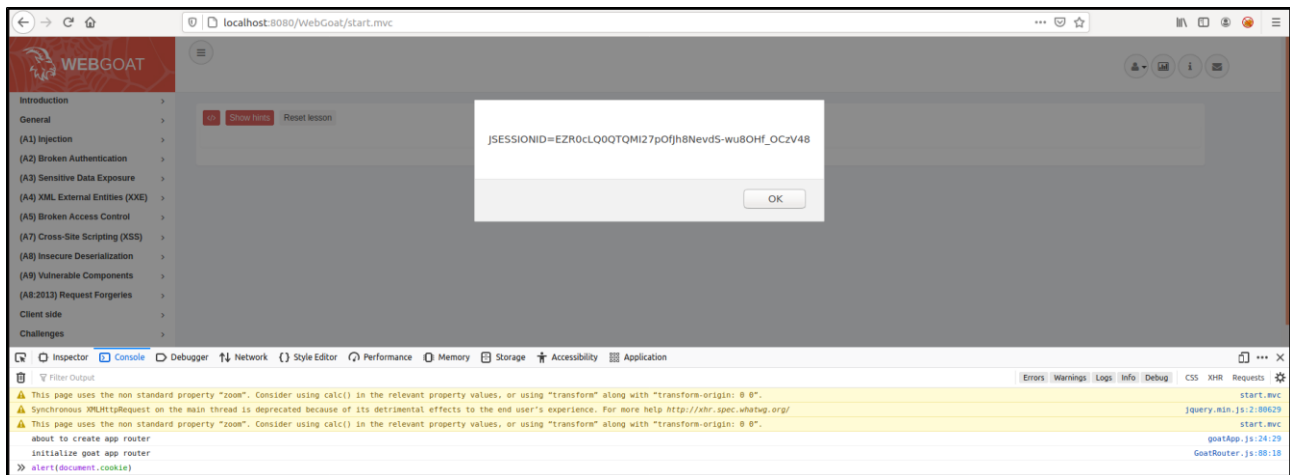 localhost:8080/WebGoat/start.mvc
WEBGOAT
Introduction
General
(A1) Injection
(A2) Broken Authentication
(A3) Sensitive Data Exposure
(A4) XML External Entities (XXE)
(A5) Broken Access Control
(A7) Cross-Site Scripting (XSS)
(A8) Insecure Deserialization
(A9) Vulnerable Components
(A8:2013) Request Forgeries
Client side
Challenges
Show hints Reset lesson
JSESSIONID=EZR0cLQ0QTQMI27pOfJh8NevdS-wu8OHf_OCzV48
OK
Inspector Console Debugger Network {} Style Editor Performance Memory Storage Accessibility Application
Filter Output Errors Warnings Logs Info Debug CSS XHR Requests
This page uses the non standard property "zoom". Consider using calc() in the relevant property values, or using "transform" along with "transform-origin: 0 0". start.mvc
Synchronous XMLHttpRequest on the main thread is deprecated because of its detrimental effects to the end user's experience. For more help http://xhr.spec.whatwg.org/ jquery.min.js:2:80629
This page uses the non standard property "zoom". Consider using calc() in the relevant property values, or using "transform" along with "transform-origin: 0 0". start.mvc
about to create app router goatApp.js:24:29
initialize goat app router GoatRouter.js:88:18
» alert(document.cookie)